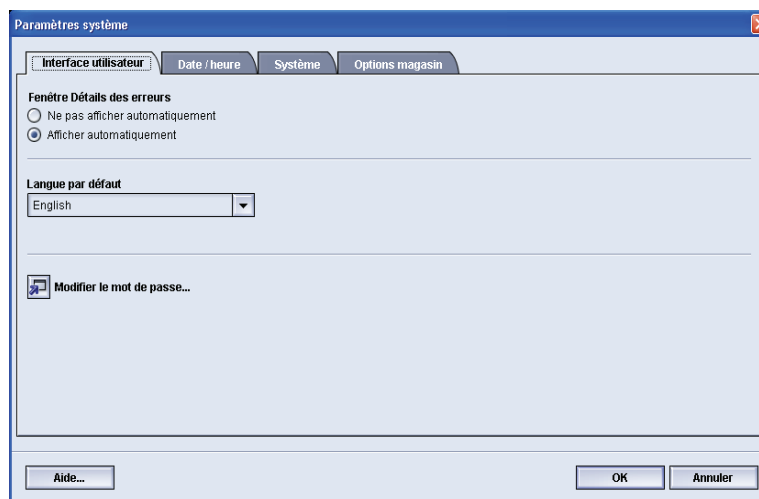 Paramètres système
Interface utilisateur
Date / heure
Système
Options magasin
Fenêtre Détails des erreurs
Ne pas afficher automatiquement
Afficher automatiquement
Langue par défaut
English
Modifier le mot de passe...
Aide...
OK
Annuler